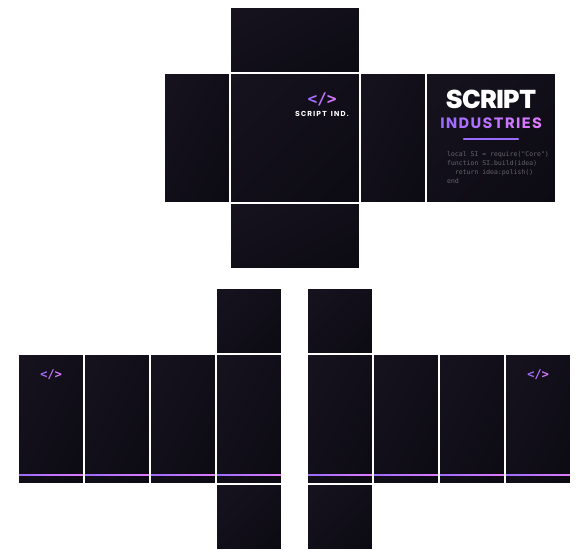 </>
SCRIPT IND.
SCRIPT
INDUSTRIES
local SI = require("Core")
function SI.build(idea)
  return idea:polish()
end
</>
</>